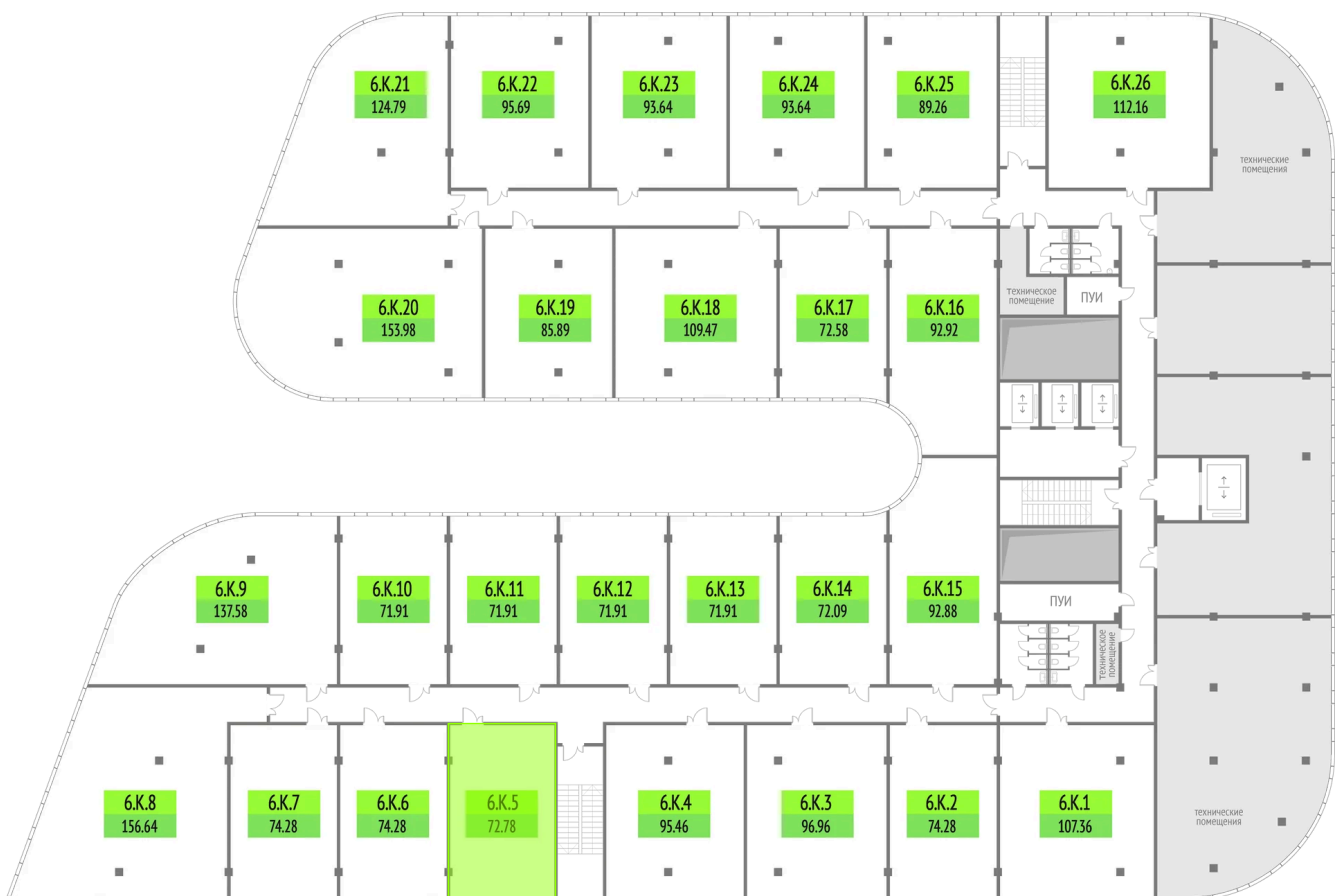 6.К.21
124.79
6.К.22
95.69
6.К.23
93.64
6.К.24
93.64
6.К.25
89.26
6.К.26
112.16
технические
помещения
6.К.20
153.98
6.К.19
85.89
6.К.18
109.47
6.К.17
72.58
6.К.16
92.92
техническое
помещение
ПУИ
6.К.9
137.58
6.К.10
71.91
6.К.11
71.91
6.К.12
71.91
6.К.13
71.91
6.К.14
72.09
6.К.15
92.88
ПУИ
техническое
помещение
6.К.8
156.64
6.К.7
74.28
6.К.6
74.28
6.К.5
72.78
6.К.4
95.46
6.К.3
96.96
6.К.2
74.28
6.К.1
107.36
технические
помещения